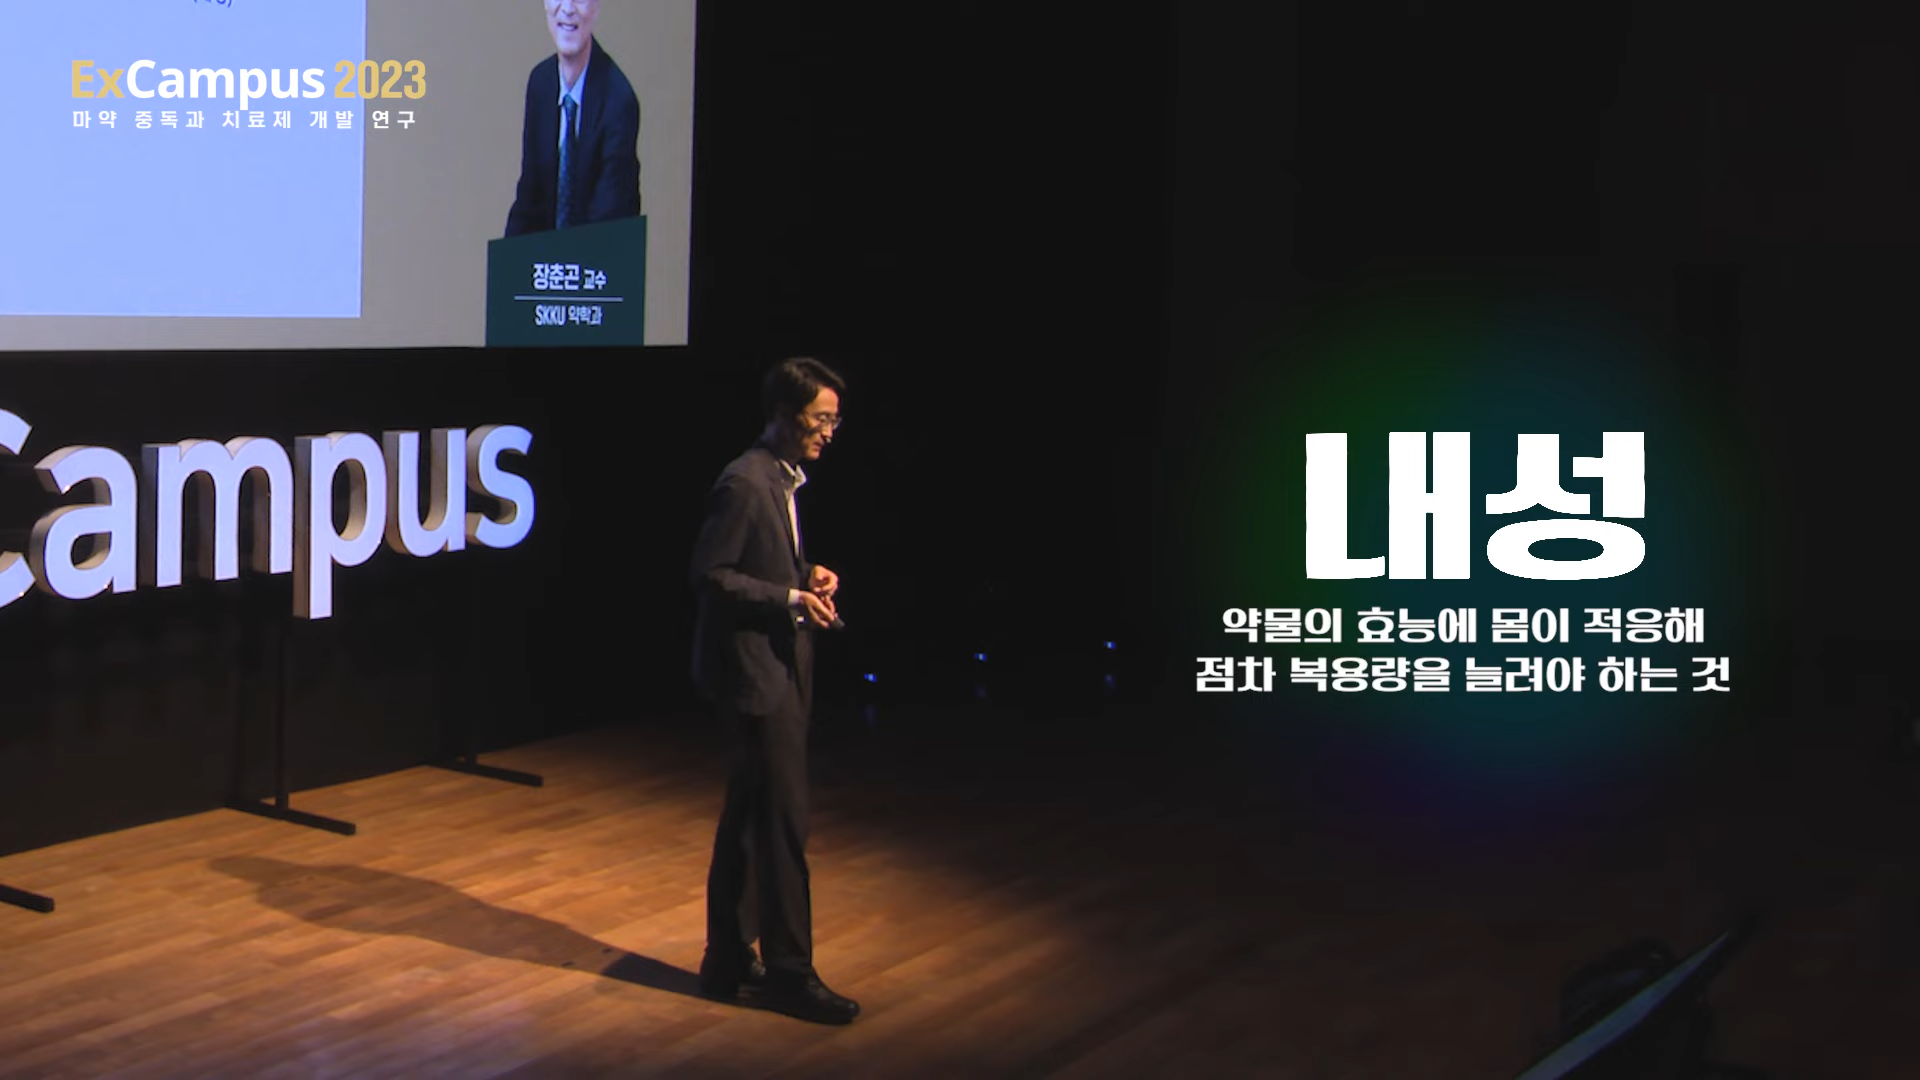 ExCampus 2023
마약 중독과 치료제 개발 연구
장춘곤 교수
SKKU 약학과
Campus
내성
약물의 효능에 몸이 적응해
점차 복용량을 늘려야 하는 것